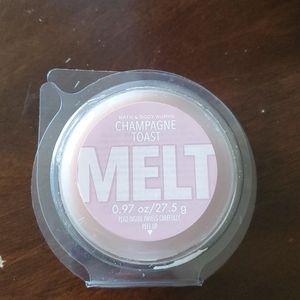 BATH & BODY WORKS
CHAMPAGNE
TOAST
MELT
0.97 oz/27.5 g
PEEL UP